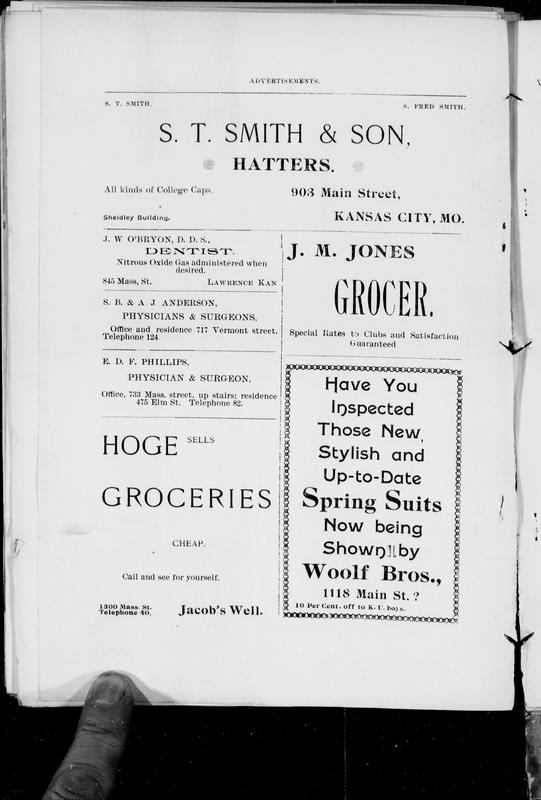 ADVERTISEMENTS.
S. T. SMITH. S. FRED SMITH.
S. T. SMITH & SON,
HATTERS.
All kinds of College Caps. 903 Main Street,
Sheidley Building. KANSAS CITY, MO.
J. W O'BRYON, D. D. S.,
DENTIST.
Nitrous Oxide Gas administered when
desired.
845 Mass, St. LAWRENCE KAN
S. B. & A. J. ANDERSON,
PHYSICIANS & SURGEONS,
Office and residence 717 Vermont street.
Telephone 124.
E. D. F. PHILLIPS,
PHYSICIAN & SURGEON.
Office, 733 Mass. street, up stairs; residence
475 Elm St. Telephone 82.
HOGE SELLS
GROCERIES
CHEAP.
Call and see for yourself.
1300 Mass. St.
Telephone 40. Jacob's Well.
J. M. JONES
GROCER.
Special Rates to Clubs and Satisfaction
Guaranteed
Have You
Inspected
Those New,
Stylish and
Up-to-Date
Spring Suits
Now being
Shown!! by
Woolf Bros.,
1118 Main St. ?
10 Per Cent. off to K. U. boys.